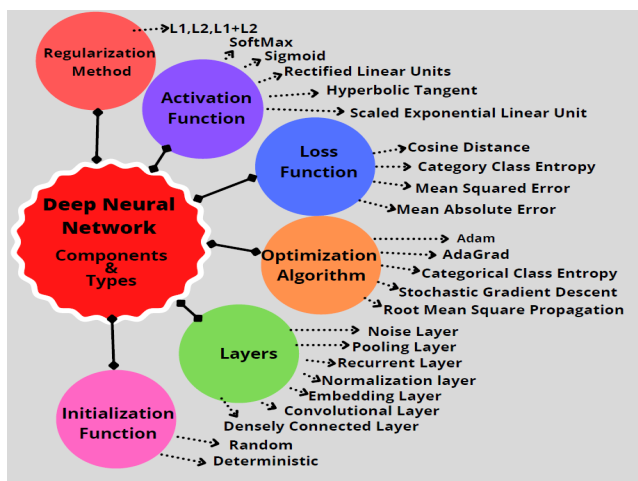 Regularization
Method
L1,L2,L1+L2
Activation
Function
SoftMax
Sigmoid
Rectified Linear Units
Hyperbolic Tangent
Scaled Exponential Linear Unit
Loss
Function
Cosine Distance
Category Class Entropy
Mean Squared Error
Mean Absolute Error
Deep Neural
Network
Components
&
Types
Optimization
Algorithm
Adam
AdaGrad
Categorical Class Entropy
Stochastic Gradient Descent
Root Mean Square Propagation
Layers
Noise Layer
Pooling Layer
Recurrent Layer
Normalization layer
Embedding Layer
Convolutional Layer
Densely Connected Layer
Initialization
Function
Random
Deterministic